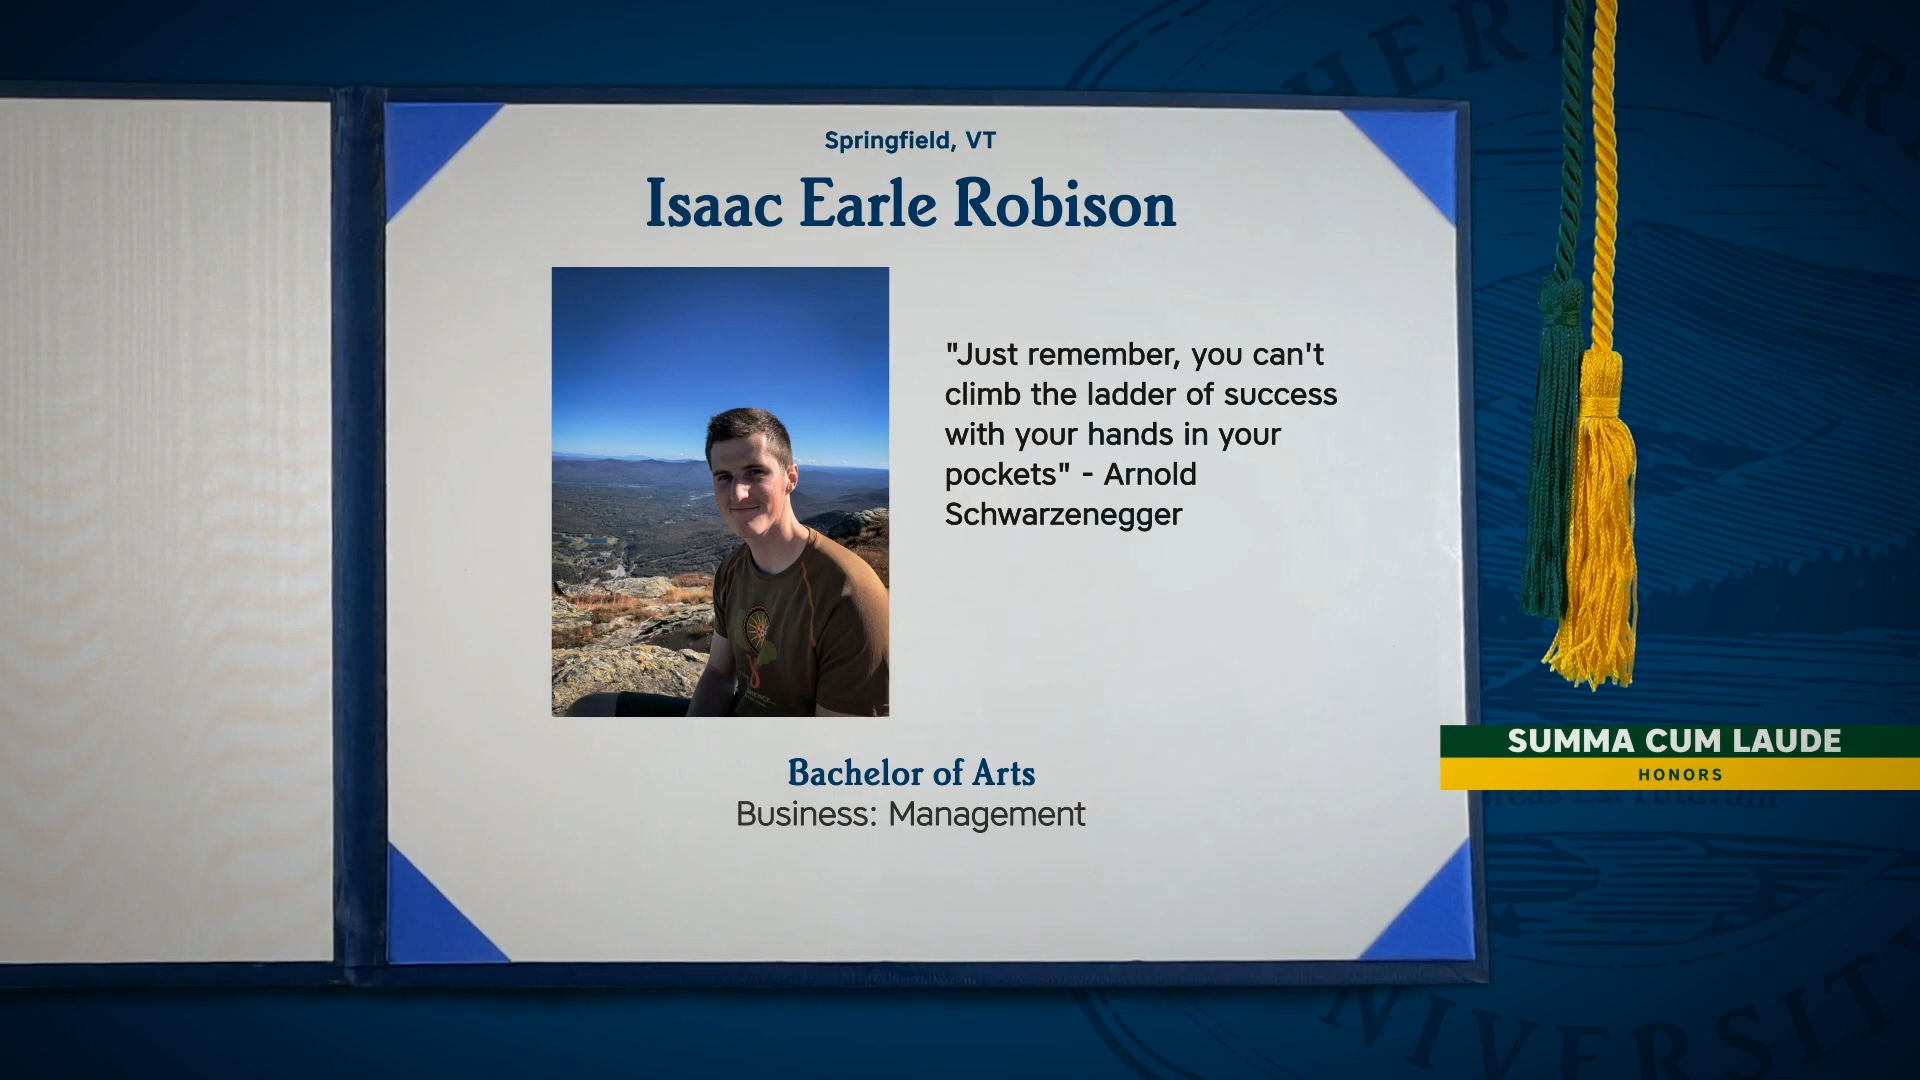 Springfield, VT
Isaac Earle Robison
"Just remember, you can't
climb the ladder of success
with your hands in your
pockets" - Arnold
Schwarzenegger
Bachelor of Arts
Business: Management
SUMMA CUM LAUDE
HONORS